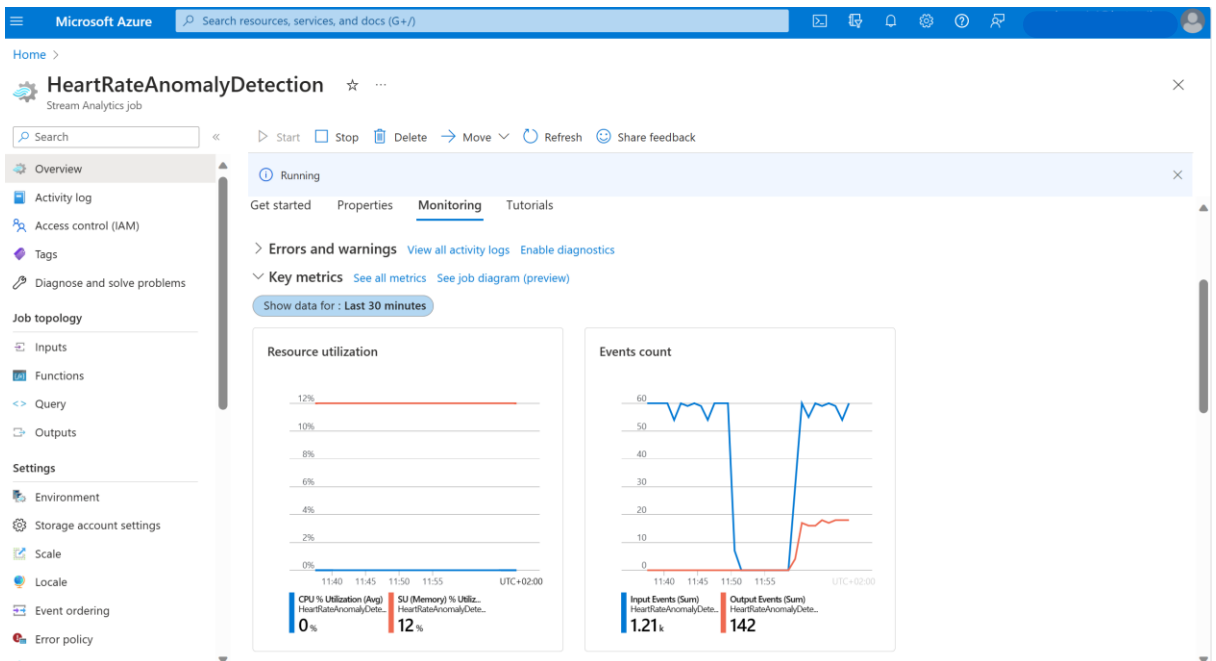 Microsoft Azure
Search resources, services, and docs (G+/)
Home >
HeartRateAnomalyDetection
Stream Analytics job
Search
«
Start
Stop
Delete
Move
Refresh
Share feedback
Overview
Activity log
Access control (IAM)
Tags
Diagnose and solve problems
Job topology
Inputs
Functions
Query
Outputs
Settings
Environment
Storage account settings
Scale
Locale
Event ordering
Error policy
Running
Get started Properties Monitoring Tutorials
Errors and warnings View all activity logs Enable diagnostics
Key metrics See all metrics See job diagram (preview)
Show data for : Last 30 minutes
Resource utilization
12%
10%
8%
6%
4%
2%
0%
11:40 11:45 11:50 11:55 UTC+02:00
CPU % Utilization (Avg)
HeartRateAnomalyDete...
0 %
SU (Memory) % Utiliz...
HeartRateAnomalyDete...
12 %
Events count
60
50
40
30
20
10
0
11:40 11:45 11:50 11:55 UTC+02:00
Input Events (Sum)
HeartRateAnomalyDete...
1.21 k
Output Events (Sum)
HeartRateAnomalyDete...
142